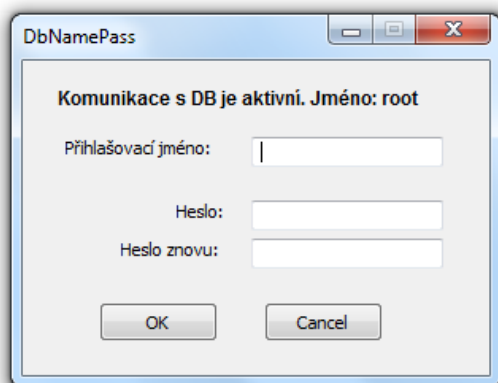 DbNamePass
Komunikace s DB je aktivní. Jméno: root
Přihlašovací jméno:
Heslo:
Heslo znovu:
OK Cancel